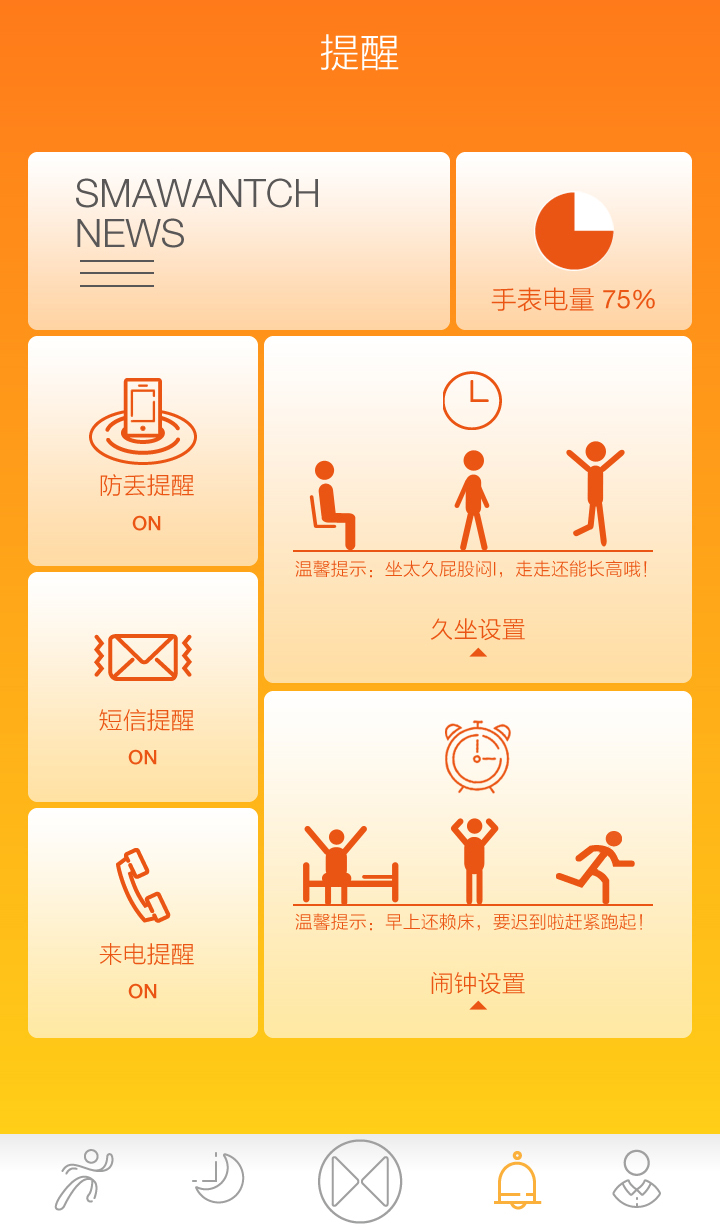 提醒
SMAWANTCH
NEWS
手表电量 75%
防丢提醒
ON
温馨提示：坐太久屁股闷l，走走还能长高哦！
久坐设置
短信提醒
ON
温馨提示：早上还赖床，要迟到啦赶紧跑起！
闹钟设置
来电提醒
ON